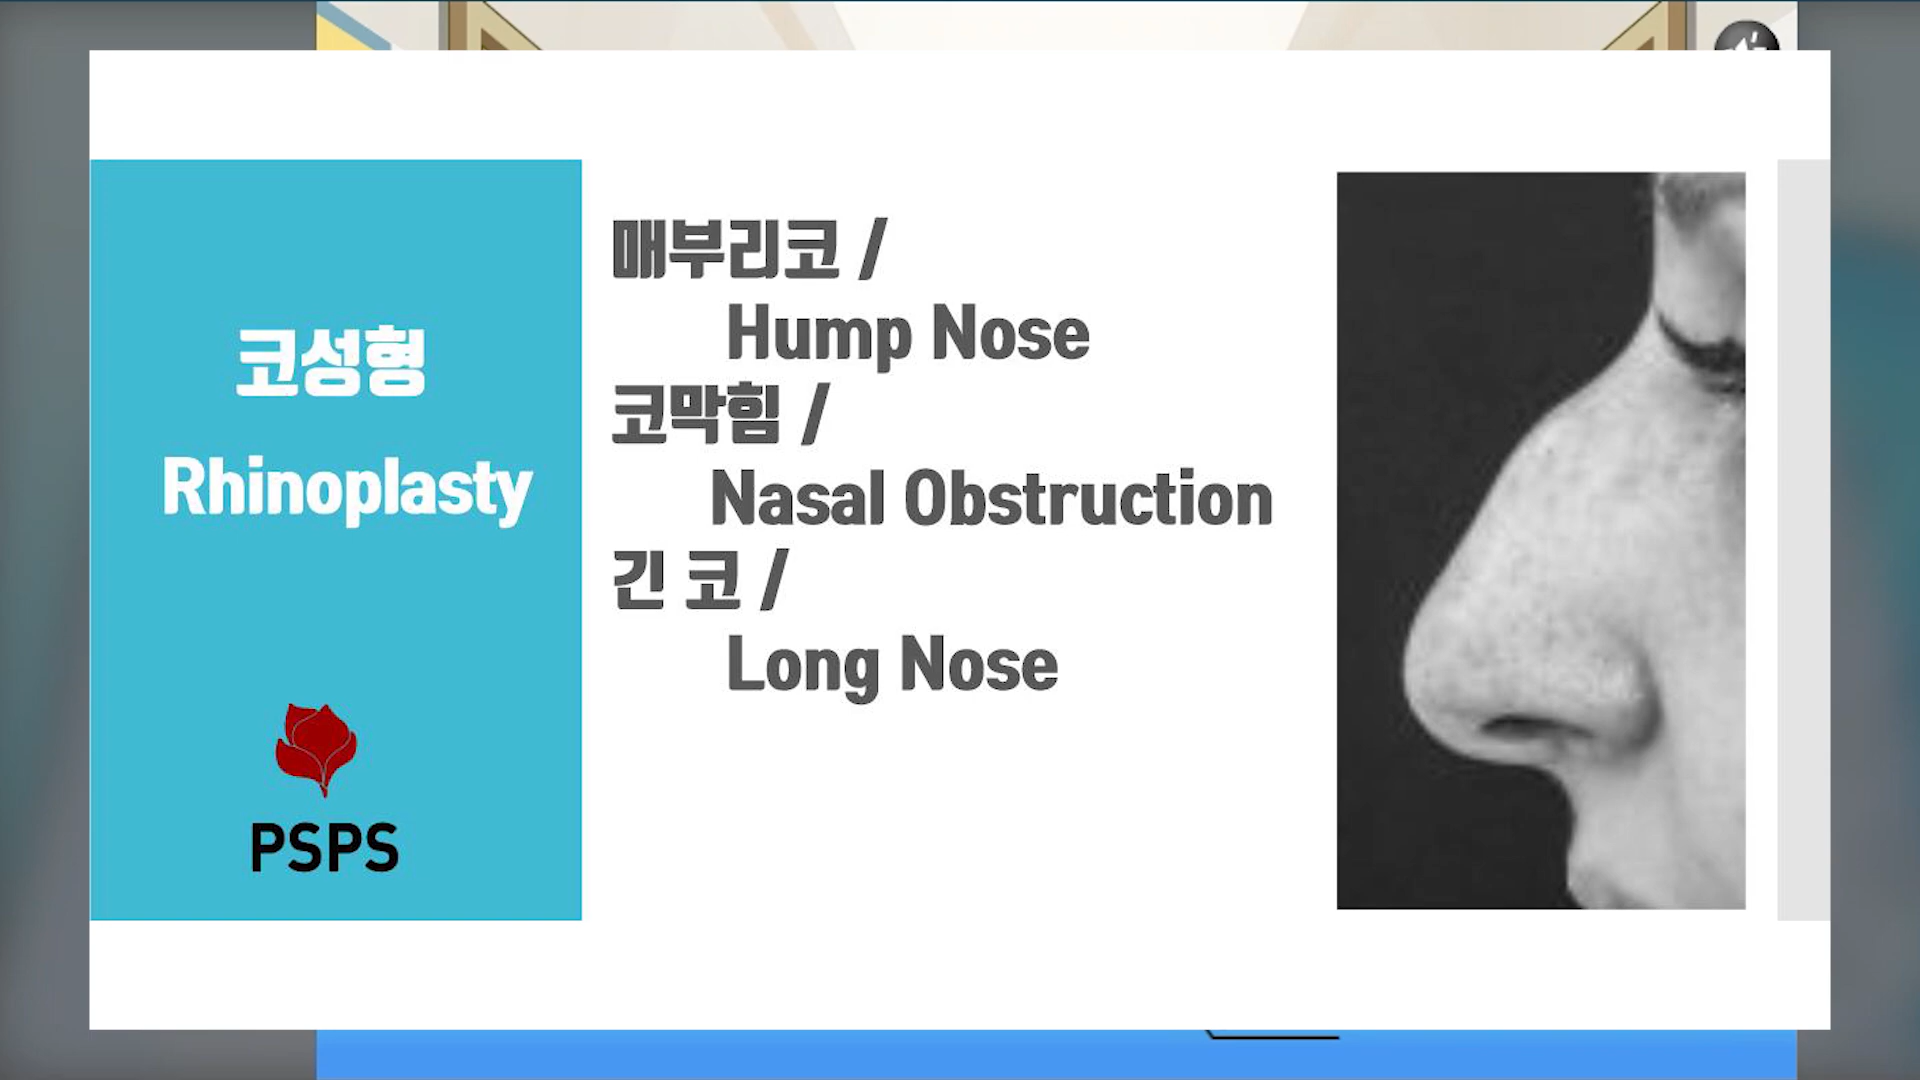 코성형
Rhinoplasty
PSPS
매부리코 /
Hump Nose
코막힘 /
Nasal Obstruction
긴 코 /
Long Nose